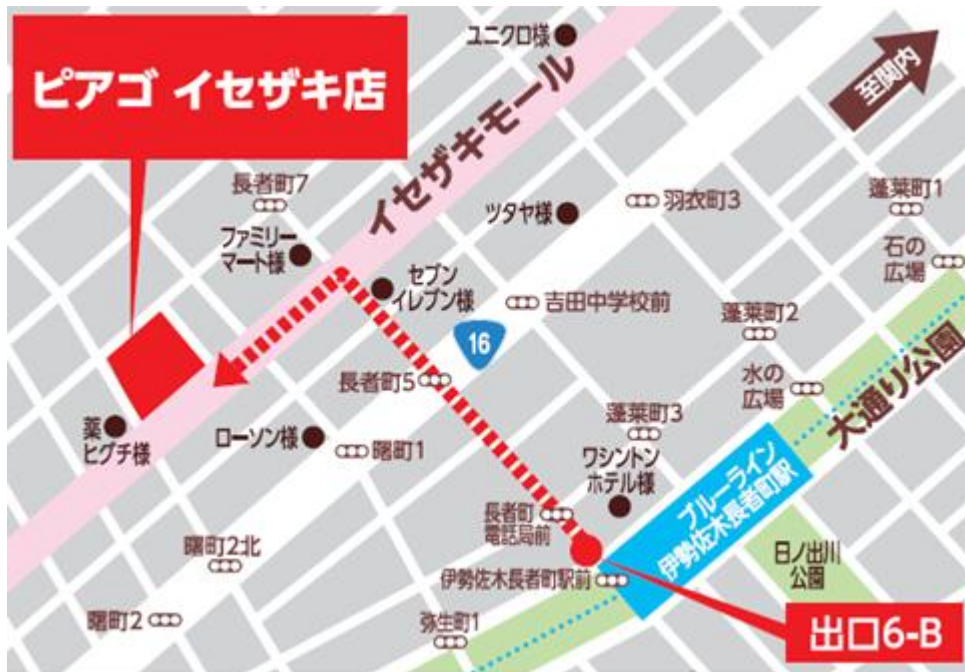 ユニクロ様
ピアゴ イセザキ店
至関内
イセザキモール
長者町7
ツタヤ様
羽衣町3
蓬莱町1
ファミリー
マート様
石の
広場
セブン
イレブン様
吉田中学校前
蓬莱町2
16
長者町5
水の
広場
大通り公園
薬
ヒグチ様
ローソン様
曙町1
蓬莱町3
ワシントン
ホテル様
ブルーライン
伊勢佐木長者町駅
長者町
電話局前
曙町2北
伊勢佐木長者町駅前
日ノ出川
公園
曙町2
弥生町1
出口6-B